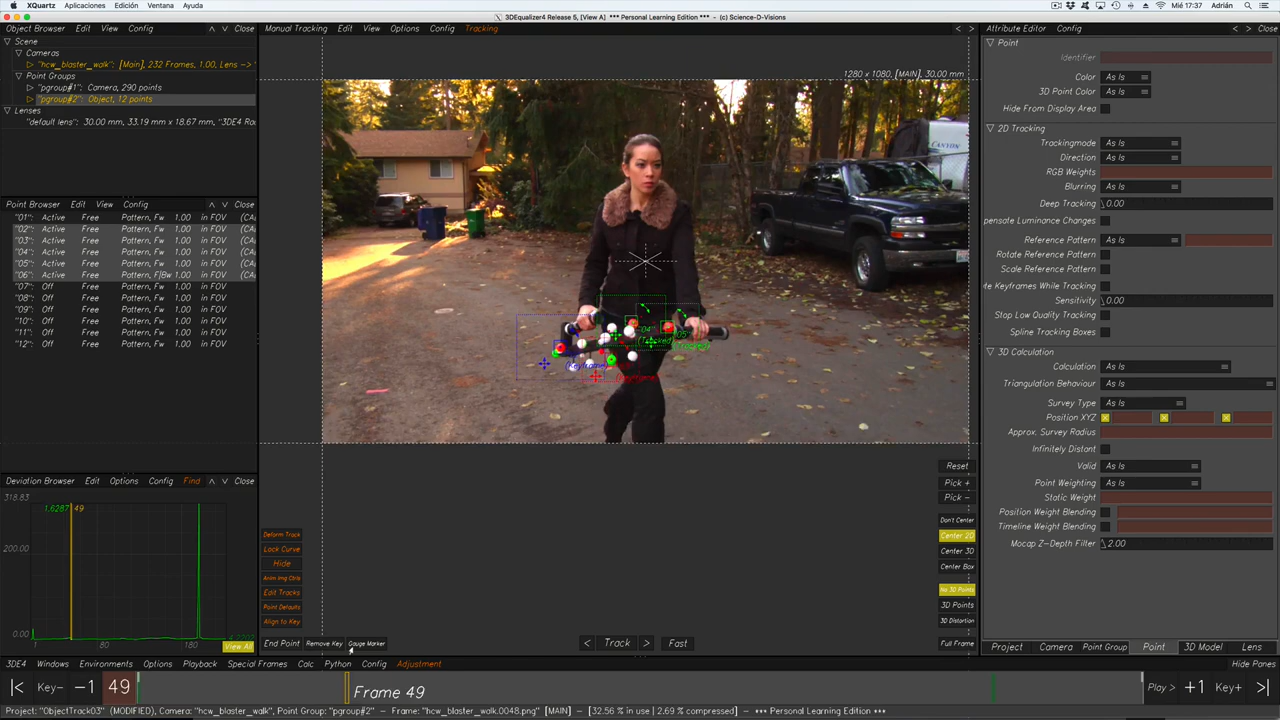 XQuartz Aplicaciones Edición Ventana Ayuda Mié 17:37 Adrián
3DEqualizer4 Release 5, [View A] *** Personal Learning Edition *** - (c) Science-D-Visions
Object Browser Edit View Config Close
Scene
Cameras
"hcw_blaster_walk": [Main], 232 Frames, 1.00, Lens ->
Point Groups
"pgroup#1": Camera, 290 points
"pgroup#2": Object, 12 points
Lenses
"default lens": 30.00 mm, 33.19 mm x 18.67 mm, "3DE4 Ra
Point Browser Edit View Config Close
"01": Active Free Pattern, Fw 1.00 in FOV (CA
"02": Active Free Pattern, Fw 1.00 in FOV (CA
"03": Active Free Pattern, Fw 1.00 in FOV (CA
"04": Active Free Pattern, Fw 1.00 in FOV (CA
"05": Active Free Pattern, Fw 1.00 in FOV (CA
"06": Active Free Pattern, F|Bw 1.00 in FOV (CA
"07": Off Free Pattern, Fw 1.00 in FOV
"08": Off Free Pattern, Fw 1.00 in FOV
"09": Off Free Pattern, Fw 1.00 in FOV
"10": Off Free Pattern, Fw 1.00 in FOV
"11": Off Free Pattern, Fw 1.00 in FOV
"12": Off Free Pattern, Fw 1.00 in FOV
Deviation Browser Edit Options Config Find Close
318.83
1.6287 49
200.00
0.00
1 80 180
View All
Manual Tracking Edit View Options Config Tracking
1280 x 1080, [MAIN], 30.00 mm
CANYON
"04"
(Tracked)
"05"
(Tracked)
(Keyframe)
(Keyframe)
Reset
Pick +
Pick -
Don't Center
Center 2D
Center 3D
Center Box
No 3D Points
3D Points
3D Distortion
Full Frame
Deform Track
Lock Curve
Hide
Anim Img Ctrls
Edit Tracks
Point Defaults
Align to Key
End Point Remove Key Gauge Marker < Track > Fast
Attribute Editor Config Close
Point
Identifier
Color As Is
3D Point Color As Is
Hide From Display Area
2D Tracking
Trackingmode As Is
Direction As Is
RGB Weights
Blurring As Is
Deep Tracking 0.00
pensate Luminance Changes
Reference Pattern As Is
Rotate Reference Pattern
Scale Reference Pattern
te Keyframes While Tracking
Sensitivity 0.00
Stop Low Quality Tracking
Spline Tracking Boxes
3D Calculation
Calculation As Is
Triangulation Behaviour As Is
Survey Type As Is
Position XYZ
Approx. Survey Radius
Infinitely Distant
Valid As Is
Point Weighting As Is
Static Weight
Position Weight Blending
Timeline Weight Blending
Mocap Z-Depth Filter 2.00
Project Camera Point Group Point 3D Model Lens
3DE4 Windows Environments Options Playback Special Frames Calc Python Config Adjustment Hide Panes
Key- -1 49 Frame 49 Play > +1 Key+
Project: "ObjectTrack03" (MODIFIED), Camera: "hcw_blaster_walk", Point Group: "pgroup#2" - Frame: "hcw_blaster_walk.0048.png" [MAIN] - [32.56 % in use | 2.69 % compressed] - *** Personal Learning Edition ***